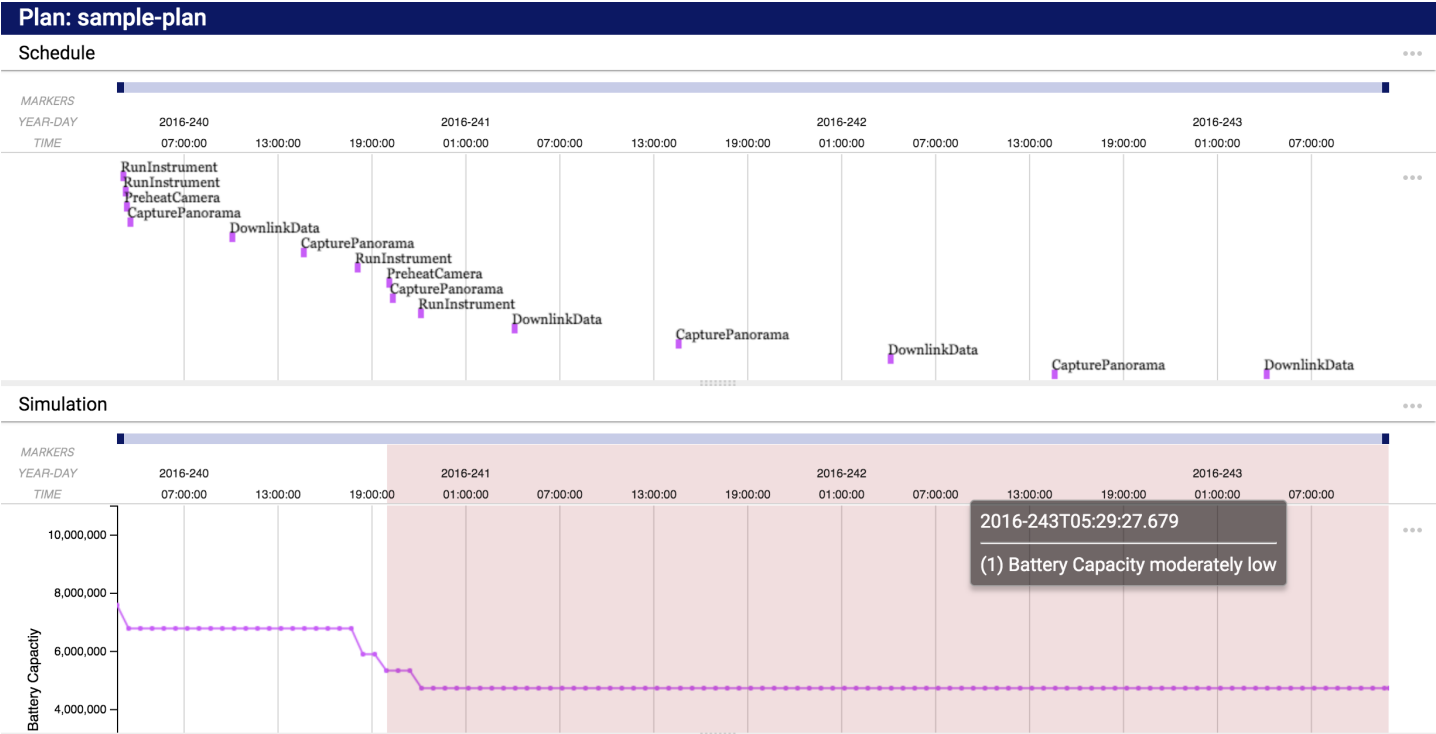 Plan: sample-plan
Schedule
MARKERS
YEAR-DAY 2016-240 2016-241 2016-242 2016-243
TIME 07:00:00 13:00:00 19:00:00 01:00:00 07:00:00 13:00:00 19:00:00 01:00:00 07:00:00 13:00:00 19:00:00 01:00:00 07:00:00
RunInstrument
RunInstrument
PreheatCamera
CapturePanorama
DownlinkData
CapturePanorama
RunInstrument
PreheatCamera
CapturePanorama
RunInstrument
DownlinkData
CapturePanorama
DownlinkData
CapturePanorama DownlinkData
Simulation
MARKERS
YEAR-DAY 2016-240 2016-241 2016-242 2016-243
TIME 07:00:00 13:00:00 19:00:00 01:00:00 07:00:00 13:00:00 19:00:00 01:00:00 07:00:00 13:00:00 19:00:00 01:00:00 07:00:00
2016-243T05:29:27.679
(1) Battery Capacity moderately low
10,000,000
8,000,000
6,000,000
4,000,000
Battery Capactiy